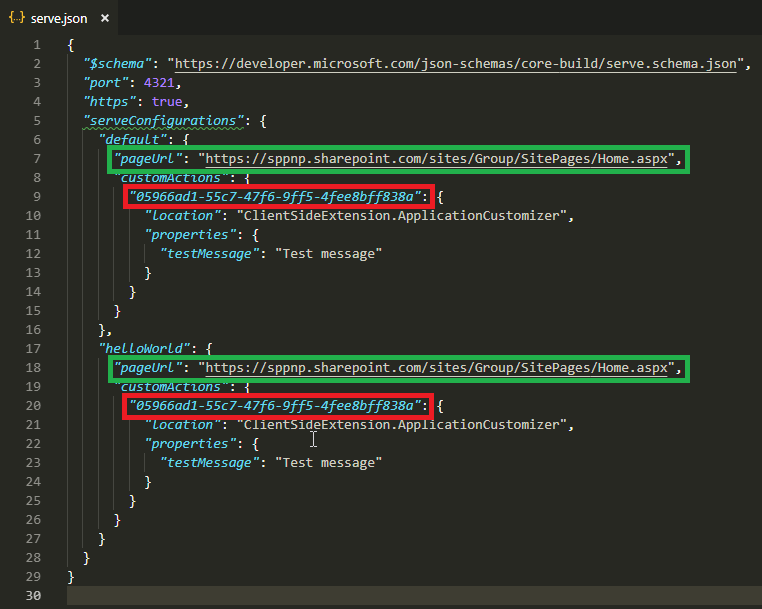 {..} serve.json ×
1 {
2 "$schema": "https://developer.microsoft.com/json-schemas/core-build/serve.schema.json",
3 "port": 4321,
4 "https": true,
5 "serveConfigurations": {
6 "default": {
7 "pageUrl": "https://sppnp.sharepoint.com/sites/Group/SitePages/Home.aspx",
8 "customActions": {
9 "05966ad1-55c7-47f6-9ff5-4fee8bff838a": {
10 "location": "ClientSideExtension.ApplicationCustomizer",
11 "properties": {
12 "testMessage": "Test message"
13 }
14 }
15 }
16 },
17 "helloWorld": {
18 "pageUrl": "https://sppnp.sharepoint.com/sites/Group/SitePages/Home.aspx",
19 "customActions": {
20 "05966ad1-55c7-47f6-9ff5-4fee8bff838a": {
21 "location": "ClientSideExtension.ApplicationCustomizer",
22 "properties": {
23 "testMessage": "Test message"
24 }
25 }
26 }
27 }
28 }
29 }
30